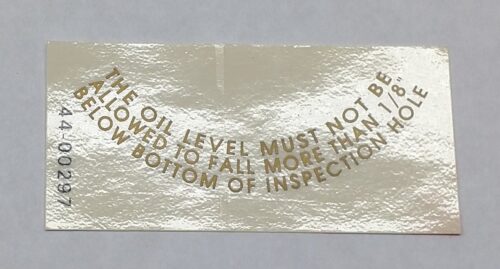 THE OIL LEVEL MUST NOT BE
ALLOWED TO FALL MORE THAN 1/8"
BELOW BOTTOM OF INSPECTION HOLE
44-00297